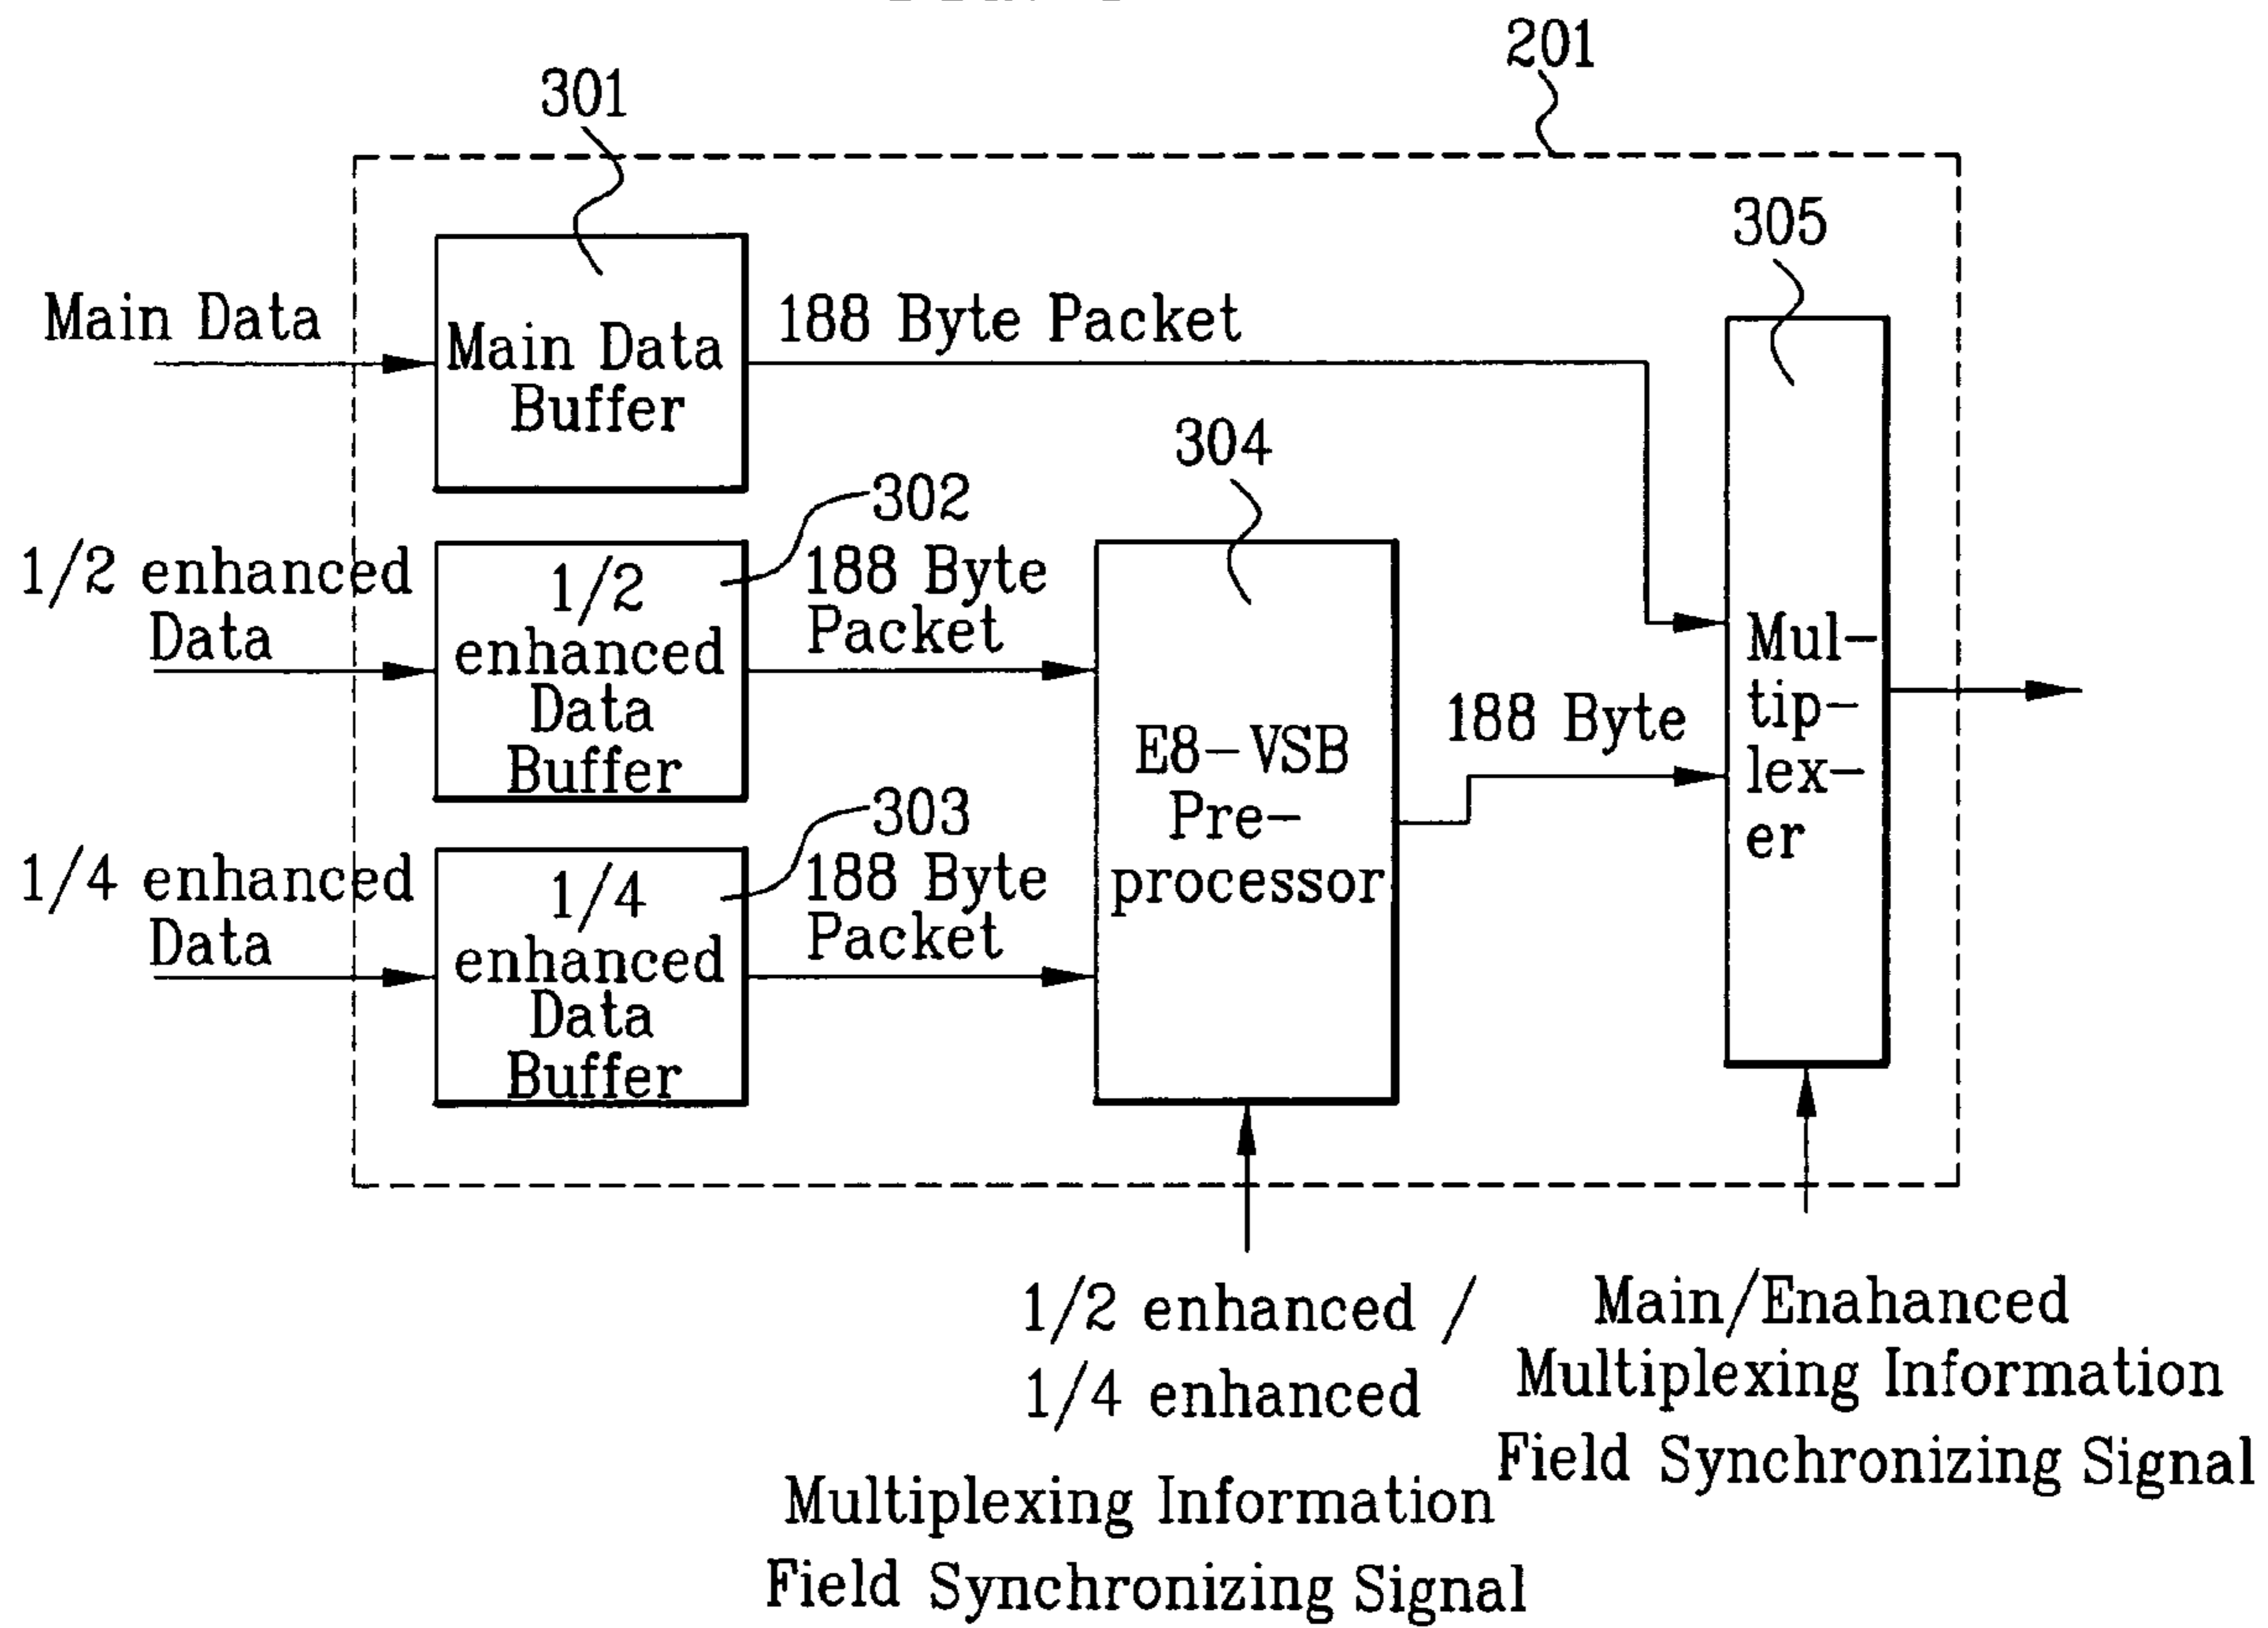 201
301
305
Main Data
Main Data
Buffer
188 Byte Packet
304
302
1/2 enhanced
Data
1/2
enhanced
Data
Buffer
188 Byte
Packet
303
1/4 enhanced
Data
1/4
enhanced
Data
Buffer
188 Byte
Packet
E8-VSB
Pre-
processor
188 Byte
Mul-
tip-
lex-
er
1/2 enhanced /
1/4 enhanced
Multiplexing Information
Field Synchronizing Signal
Main/Enahanced
Multiplexing Information
Field Synchronizing Signal